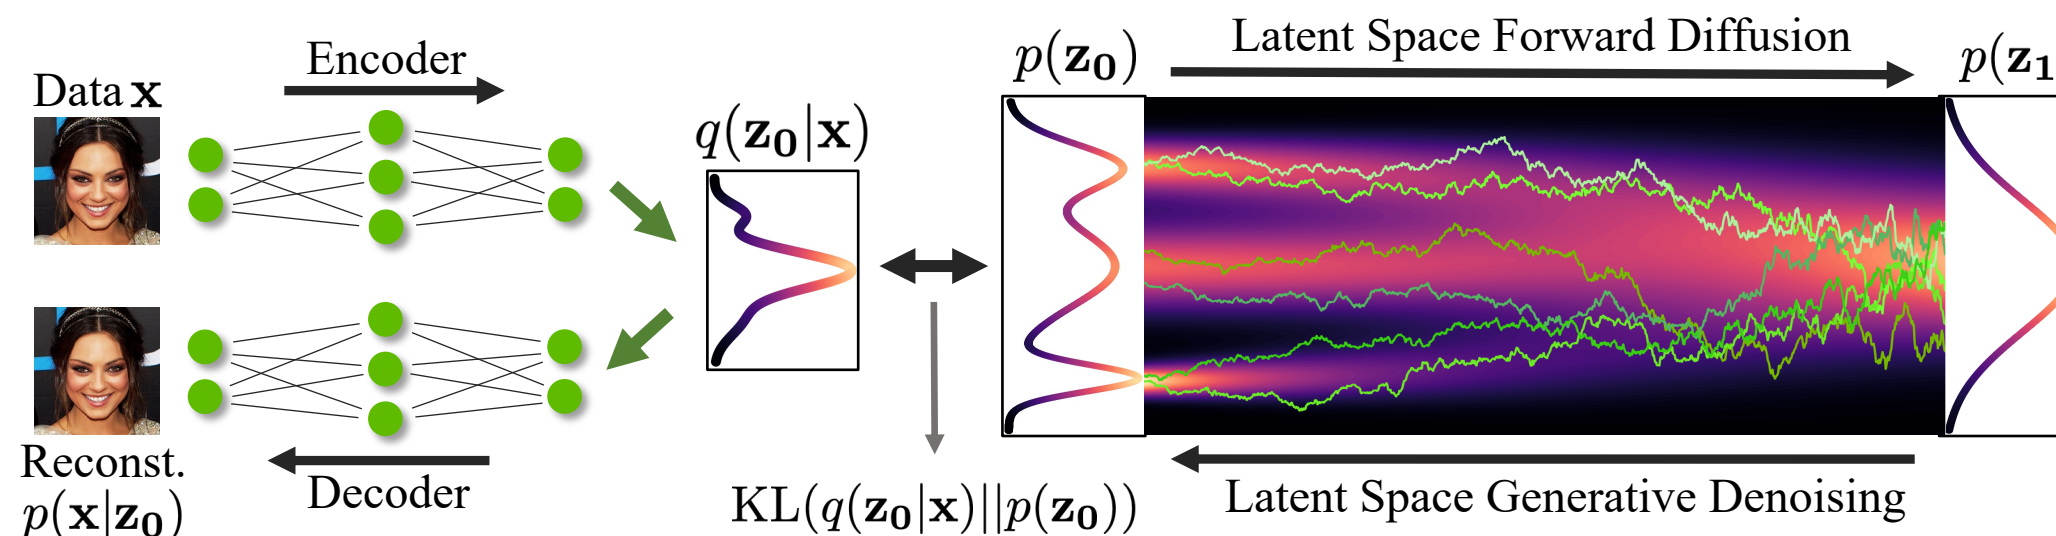 Data x
Encoder
q(z₀|x)
p(z₀)
Latent Space Forward Diffusion
p(z₁
Reconst.
p(x|z₀)
Decoder
KL(q(z₀|x)||p(z₀))
Latent Space Generative Denoising